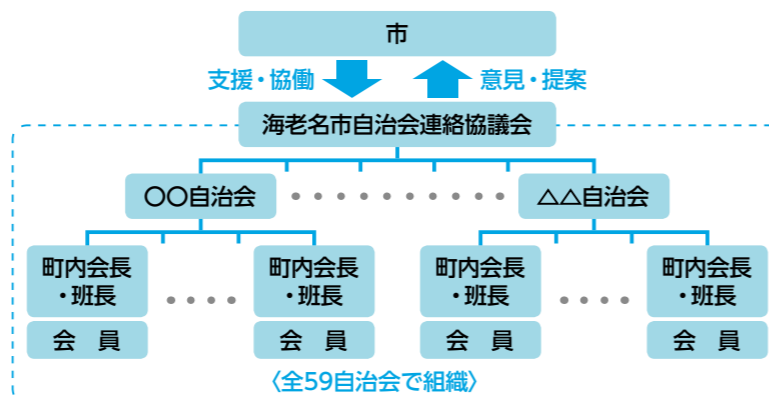 市
支援・協働
意見・提案
海老名市自治会連絡協議会
〇〇自治会
△△自治会
町内会長
・班長
町内会長
・班長
町内会長
・班長
町内会長
・班長
会　員
会　員
会　員
会　員
〈全59自治会で組織〉